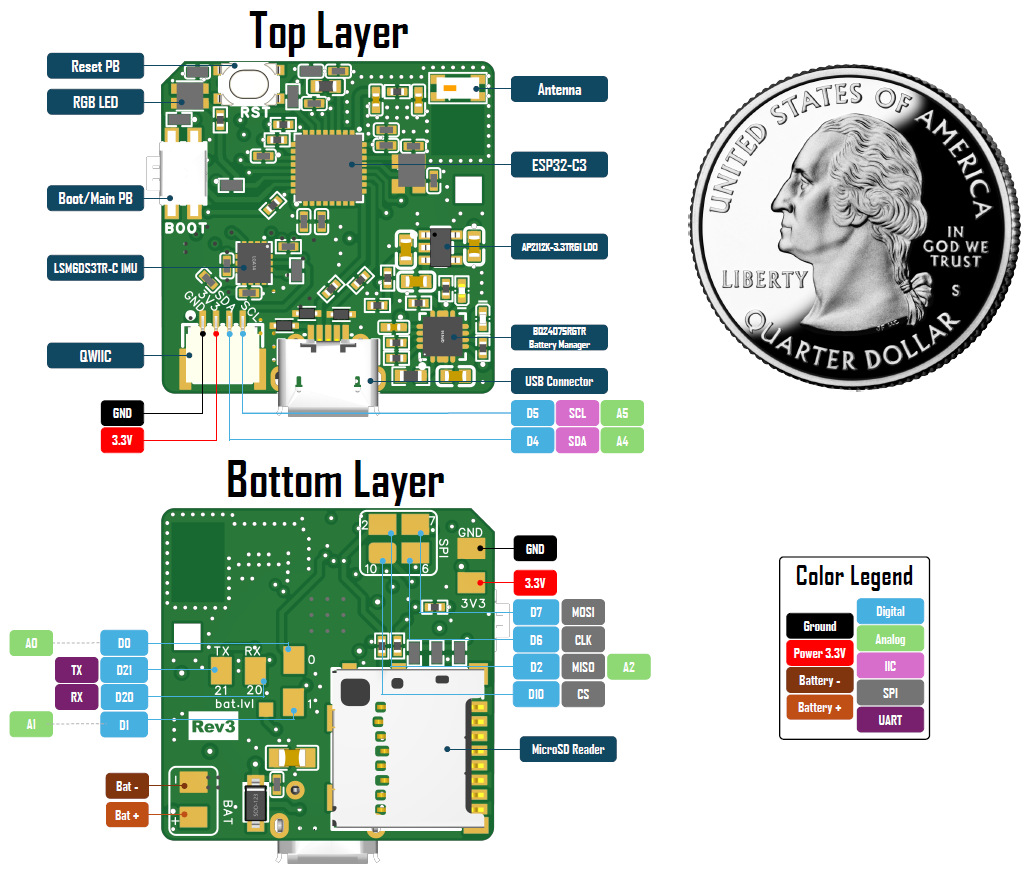 Top Layer
Reset PB
RGB LED
Boot/Main PB
LSM6DS3TR-C IMU
QWIIC
GND
3.3V
RST
BOOT
GND
3V3
SDA
SCL
Antenna
ESP32-C3
AP2112K-3.3TRG1 LDO
BQ24075RGTR
Battery Manager
USB Connector
D5 SCL A5
D4 SDA A4
UNITED STATES OF AMERICA
LIBERTY
IN
GOD WE
TRUST
S
QUARTER DOLLAR
Bottom Layer
2 7
10 6
SPI
GND
3V3
GND
3.3V
D7 MOSI
D6 CLK
D2 MISO A2
D10 CS
MicroSD Reader
A0 D0
TX D21
RX D20
A1 D1
TX RX
21 20
0
1
bat.lvl
Rev3
Bat -
Bat +
-
+
BAT
Color Legend
Ground
Power 3.3V
Battery -
Battery +
Digital
Analog
IIC
SPI
UART